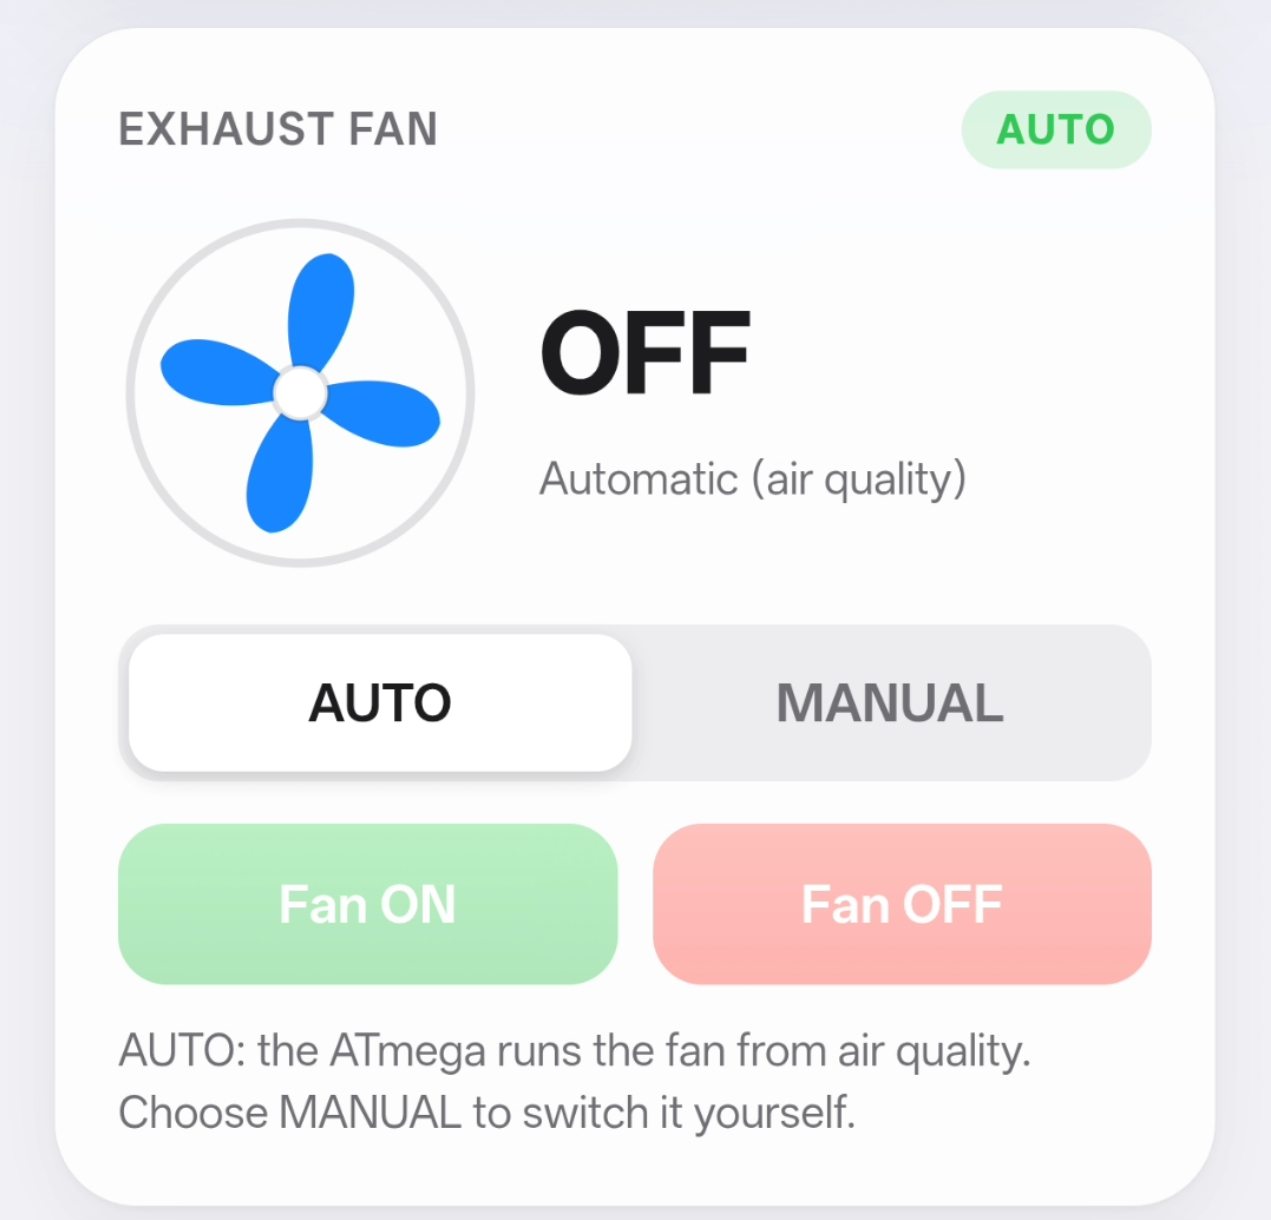 EXHAUST FAN
AUTO
OFF
Automatic (air quality)
AUTO
MANUAL
Fan ON
Fan OFF
AUTO: the ATmega runs the fan from air quality.
Choose MANUAL to switch it yourself.